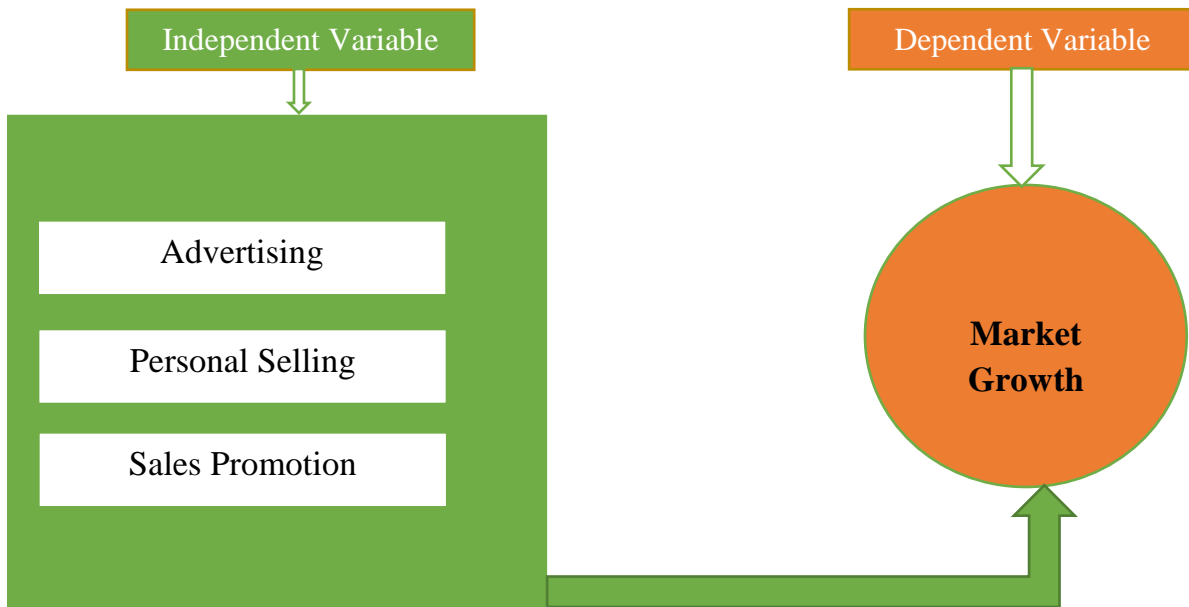 Independent Variable
Dependent Variable
Advertising
Personal Selling
Sales Promotion
Market
Growth